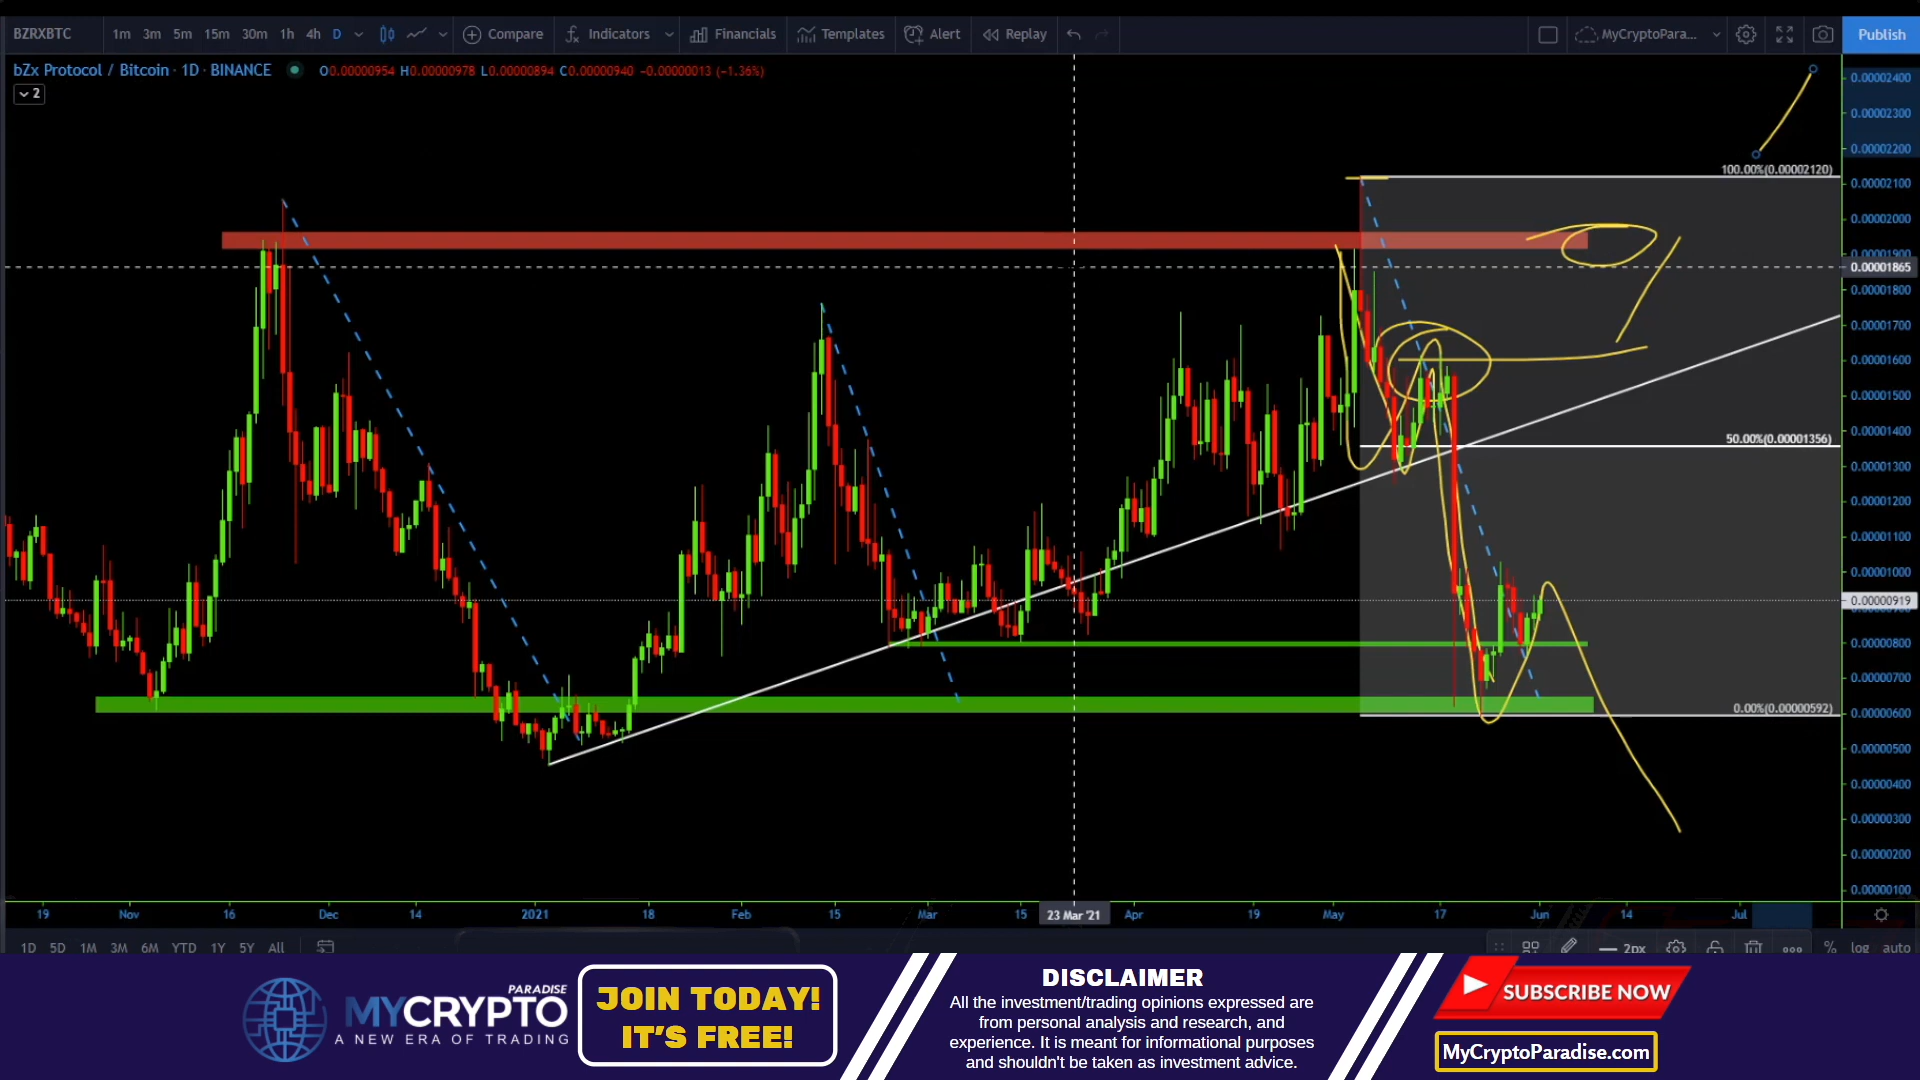 BZRXBTC 1m 3m 5m 15m 30m 1h 4h D Compare Indicators Financials Templates Alert Replay MyCryptoPara... Publish
bZx Protocol / Bitcoin · 1D · BINANCE O0.00000954 H0.00000978 L0.00000894 C0.00000940 -0.00000013 (-1.36%)
2
0.00002400
0.00002300
0.00002200
100.00%(0.00002120)
0.00002100
0.00002000
0.00001900
0.00001865
0.00001800
0.00001700
0.00001600
0.00001500
50.00%(0.00001356)
0.00001400
0.00001300
0.00001200
0.00001100
0.00001000
0.00000919
0.00000800
0.00000700
0.00%(0.00000592)
0.00000600
0.00000500
0.00000400
0.00000300
0.00000200
0.00000100
19 Nov 16 Dec 14 2021 18 Feb 15 Mar 15 23 Mar '21 Apr 19 May 17 Jun 14 Jul
1D 5D 1M 3M 6M YTD 1Y 5Y All 2px % log auto
PARADISE
MYCRYPTO
A NEW ERA OF TRADING
JOIN TODAY!
IT'S FREE!
DISCLAIMER
All the investment/trading opinions expressed are
from personal analysis and research, and
experience. It is meant for informational purposes
and shouldn't be taken as investment advice.
SUBSCRIBE NOW
MyCryptoParadise.com